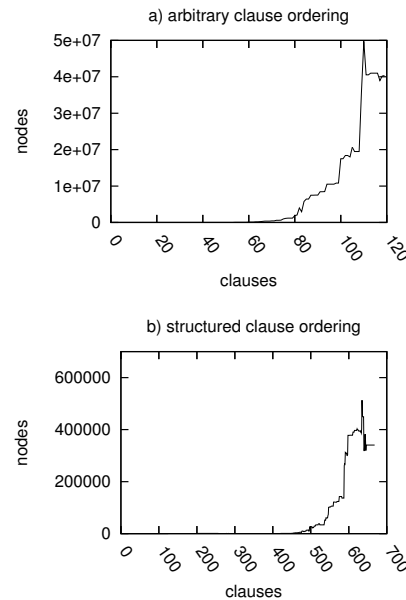 a) arbitrary clause ordering
5e+07
4e+07
3e+07
2e+07
1e+07
0
nodes
0 20 40 60 80 100 120
clauses
b) structured clause ordering
600000
400000
200000
0
nodes
0 100 200 300 400 500 600 700
clauses